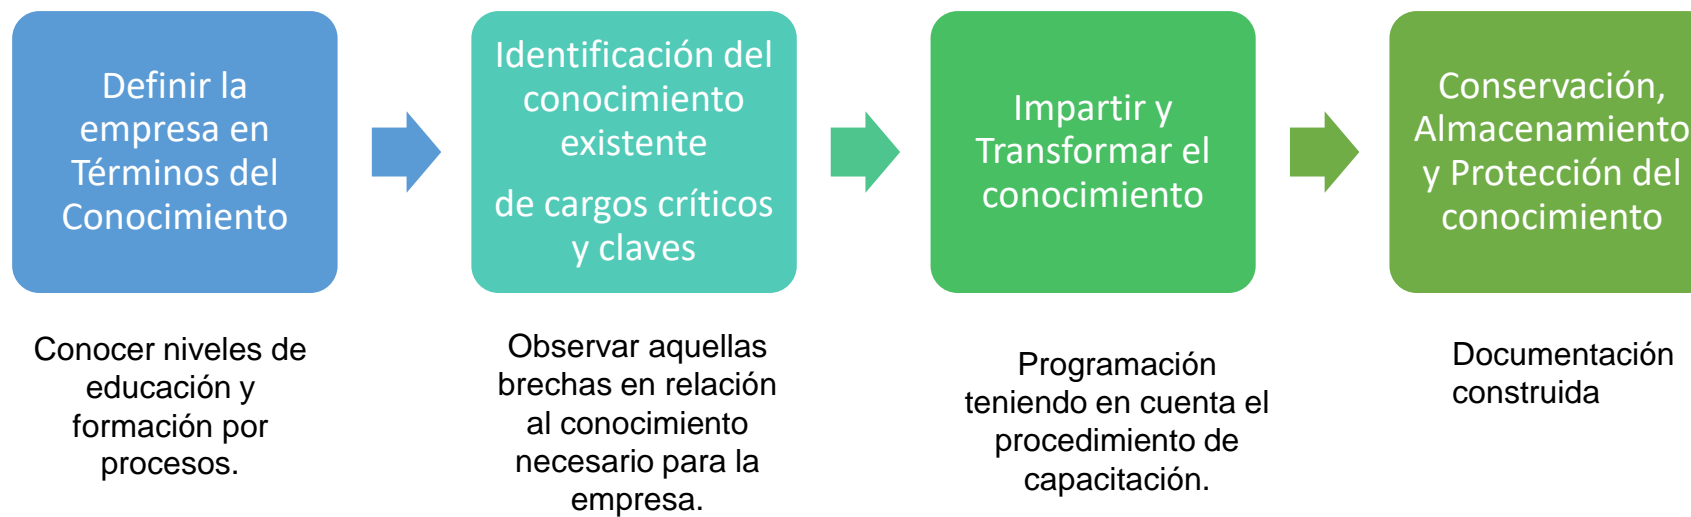 Definir la
empresa en
Términos del
Conocimiento
Identificación del
conocimiento
existente
de cargos críticos
y claves
Impartir y
Transformar el
conocimiento
Conservación,
Almacenamiento
y Protección del
conocimiento
Conocer niveles de
educación y
formación por
procesos.
Observar aquellas
brechas en relación
al conocimiento
necesario para la
empresa.
Programación
teniendo en cuenta el
procedimiento de
capacitación.
Documentación
construida